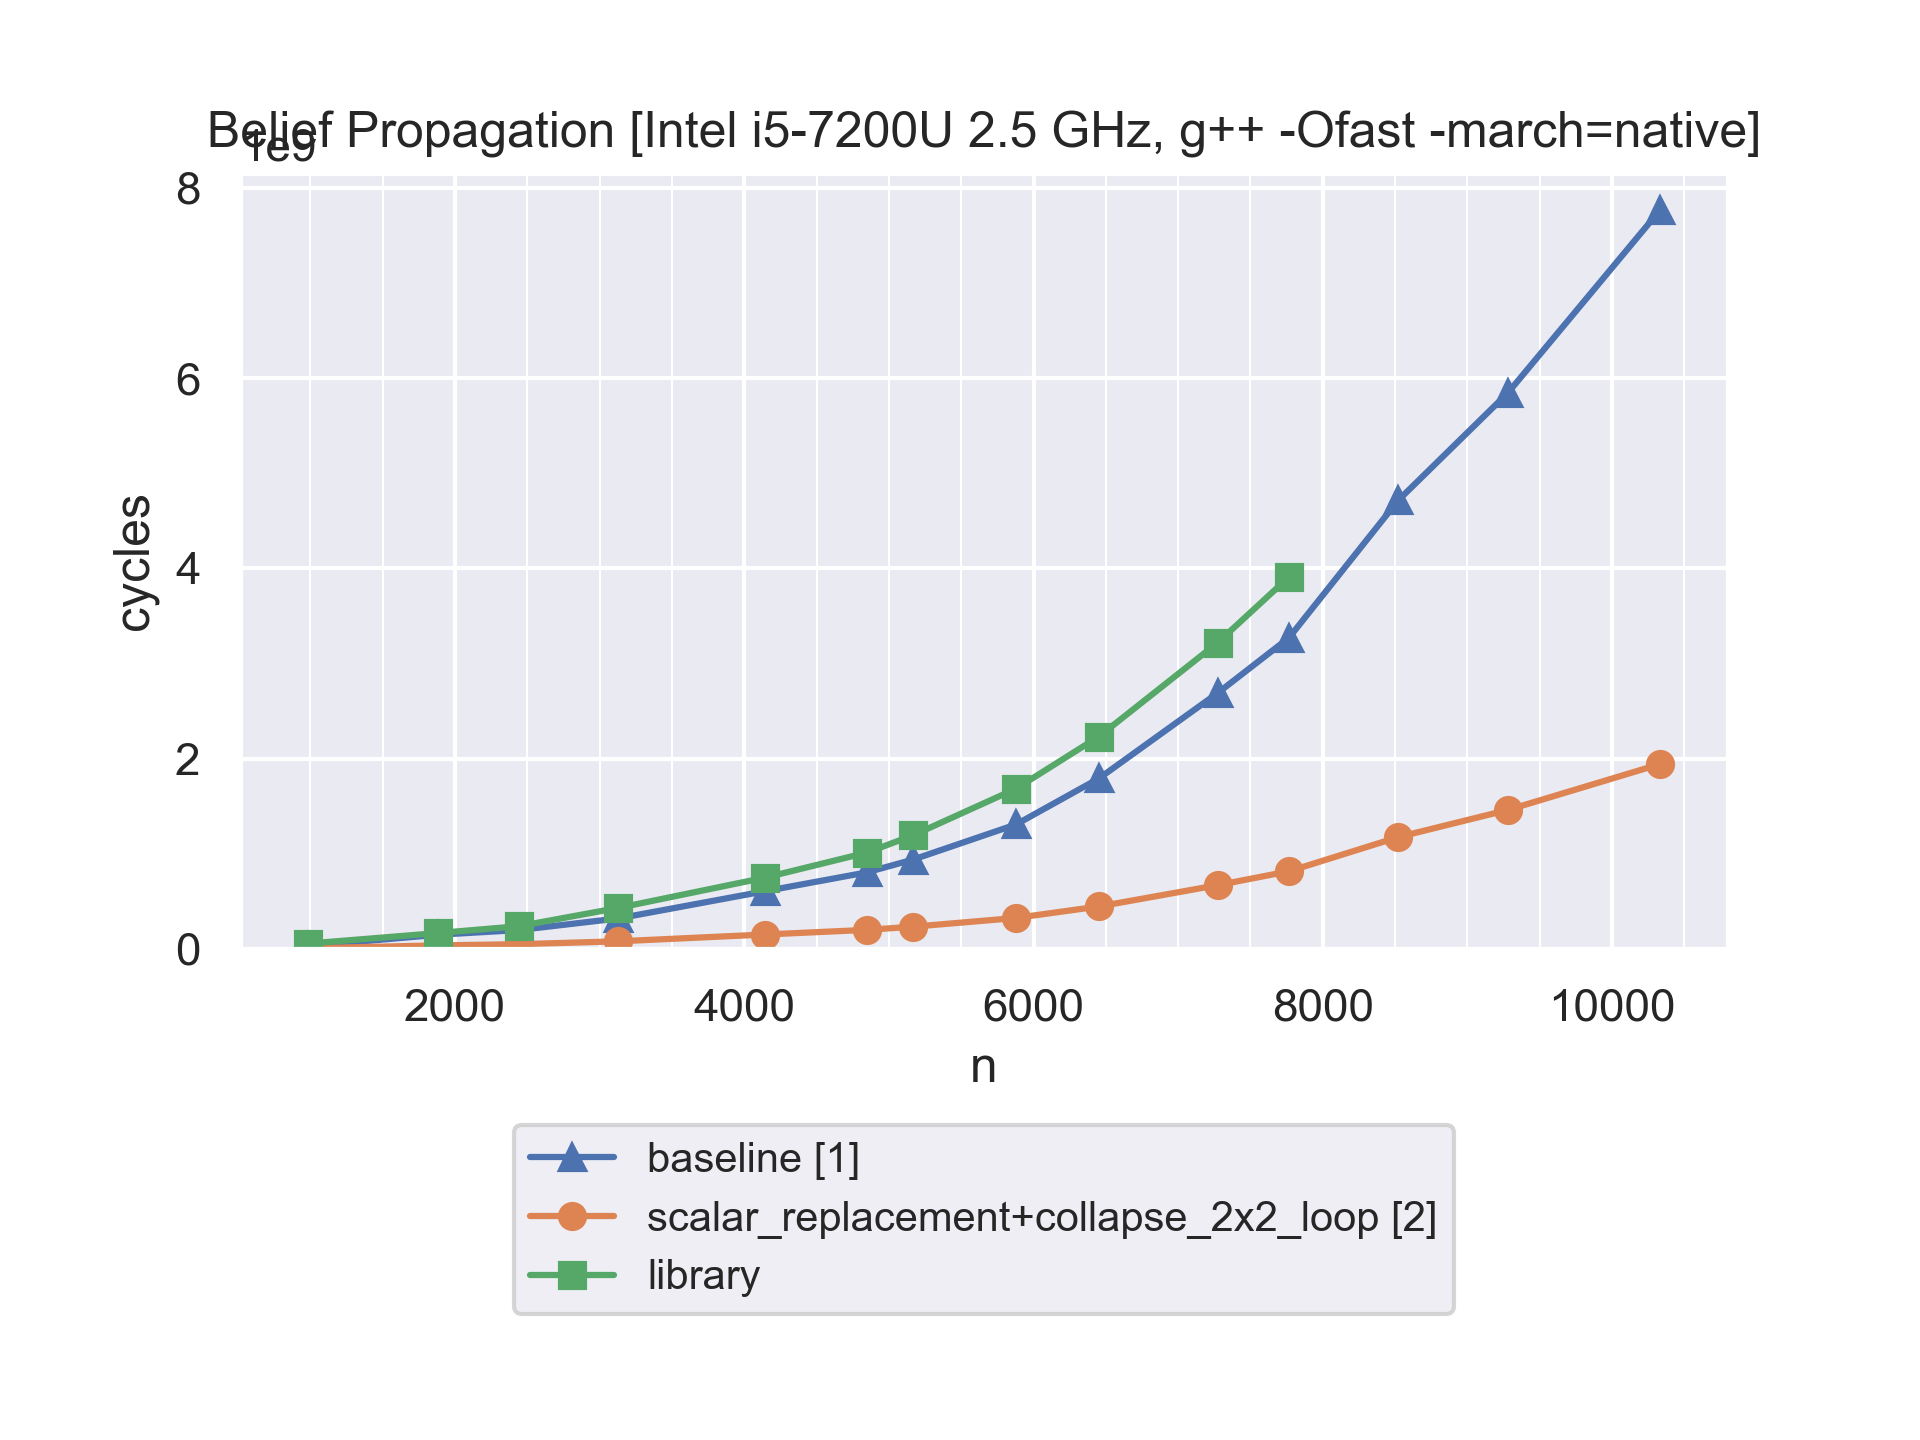 Belief Propagation [Intel i5-7200U 2.5 GHz, g++ -Ofast -march=native]
1e9
8
6
4
2
0
cycles
2000 4000 6000 8000 10000
n
baseline [1]
scalar_replacement+collapse_2x2_loop [2]
library